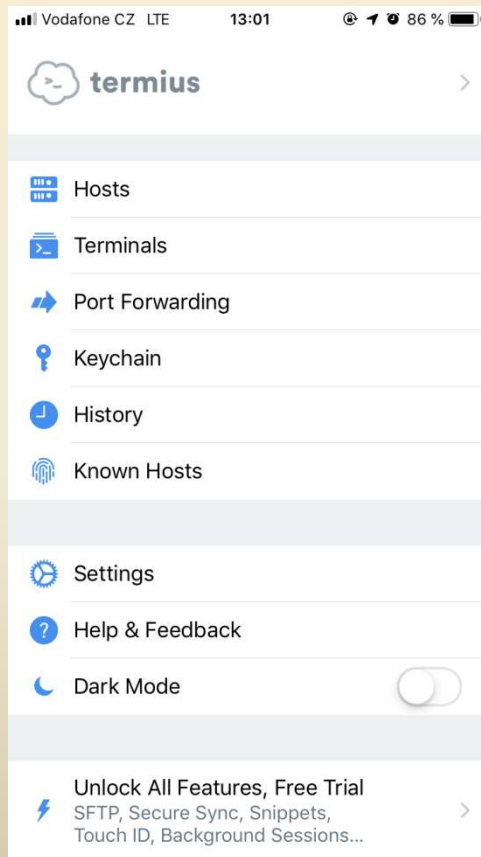 Vodafone CZ LTE 13:01 86 %
termius
Hosts
Terminals
Port Forwarding
Keychain
History
Known Hosts
Settings
Help & Feedback
Dark Mode
Unlock All Features, Free Trial
SFTP, Secure Sync, Snippets,
Touch ID, Background Sessions...